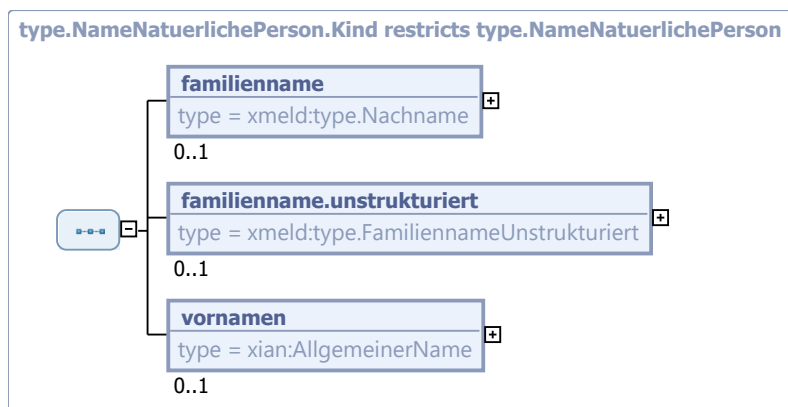 type.NameNatuerlichePerson.Kind restricts type.NameNatuerlichePerson
familienname
type = xmeld:type.Nachname
0..1
familienname.unstrukturiert
type = xmeld:type.FamiliennameUnstrukturiert
0..1
vornamen
type = xian:AllgemeinerName
0..1